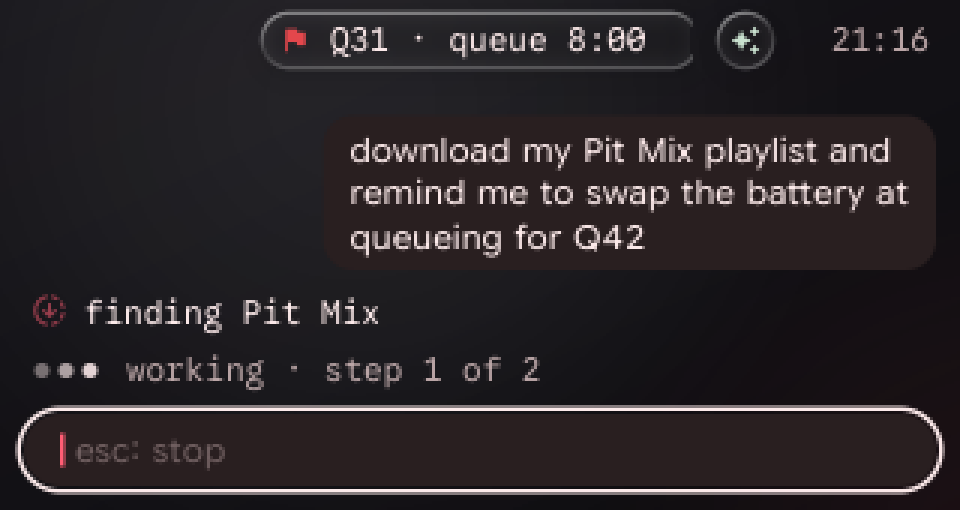 Q31 · queue 8:00
21:16
download my Pit Mix playlist and
remind me to swap the battery at
queueing for Q42
finding Pit Mix
working · step 1 of 2
esc: stop